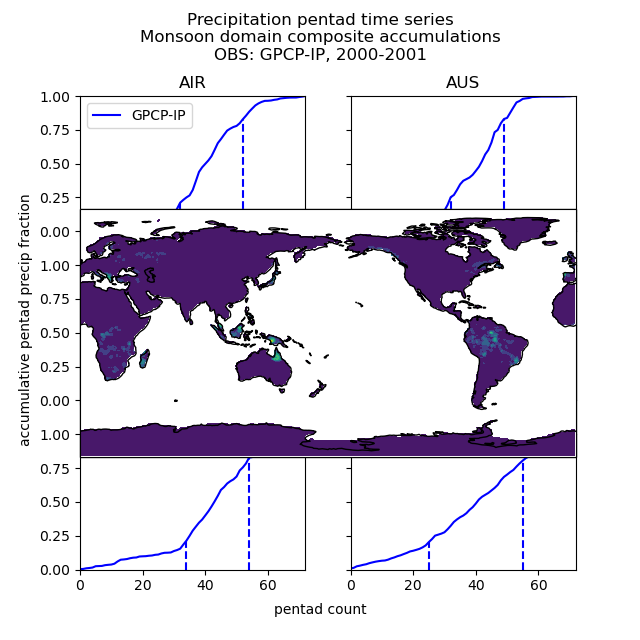 Precipitation pentad time series
Monsoon domain composite accumulations
OBS: GPCP-IP, 2000-2001
AIR
AUS
1.00
0.75
0.50
0.25
0.00
GPCP-IP
1.00
0.75
0.50
0.25
0.00
1.00
0.75
0.50
0.25
0.00
accumulative pentad precip fraction
0 20 40 60
0 20 40 60
pentad count